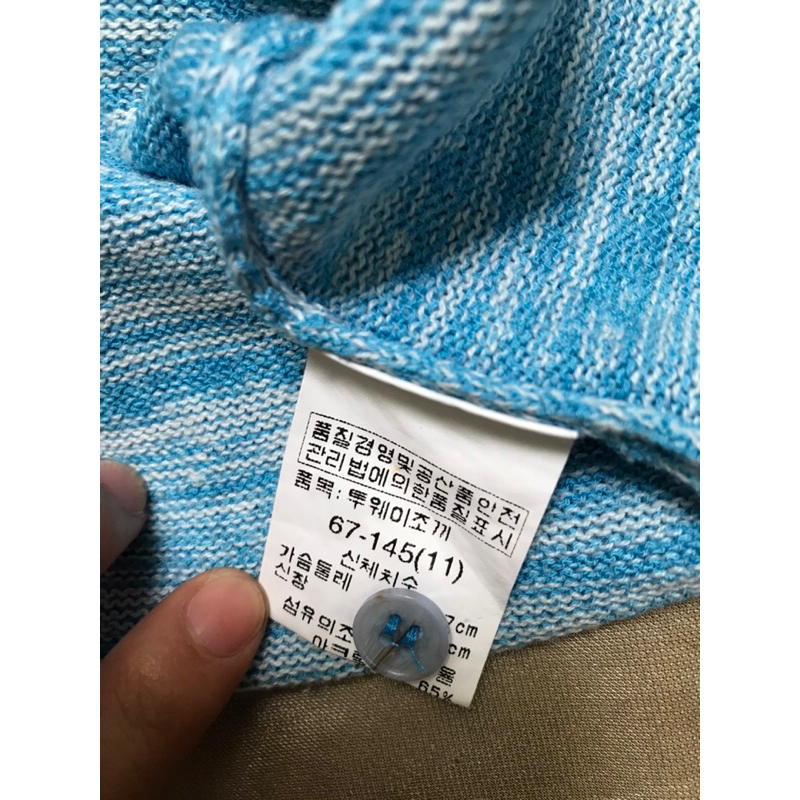 품질경영및공산품안전
관리법에의한품질표시
품목: 투웨이조끼
67-145(11)
신체치수
가슴둘레 7cm
신장 cm
섬유의조 율
65%